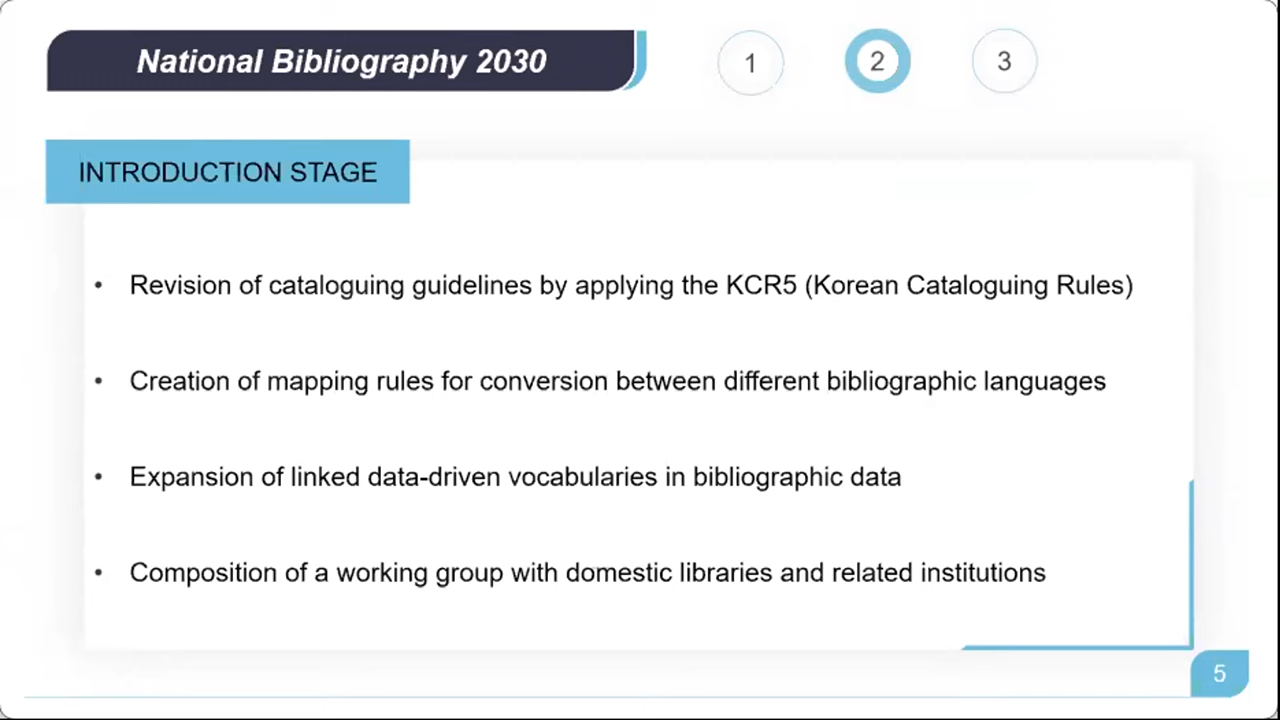 National Bibliography 2030
1 2 3
INTRODUCTION STAGE
• Revision of cataloguing guidelines by applying the KCR5 (Korean Cataloguing Rules)
• Creation of mapping rules for conversion between different bibliographic languages
• Expansion of linked data-driven vocabularies in bibliographic data
• Composition of a working group with domestic libraries and related institutions
5